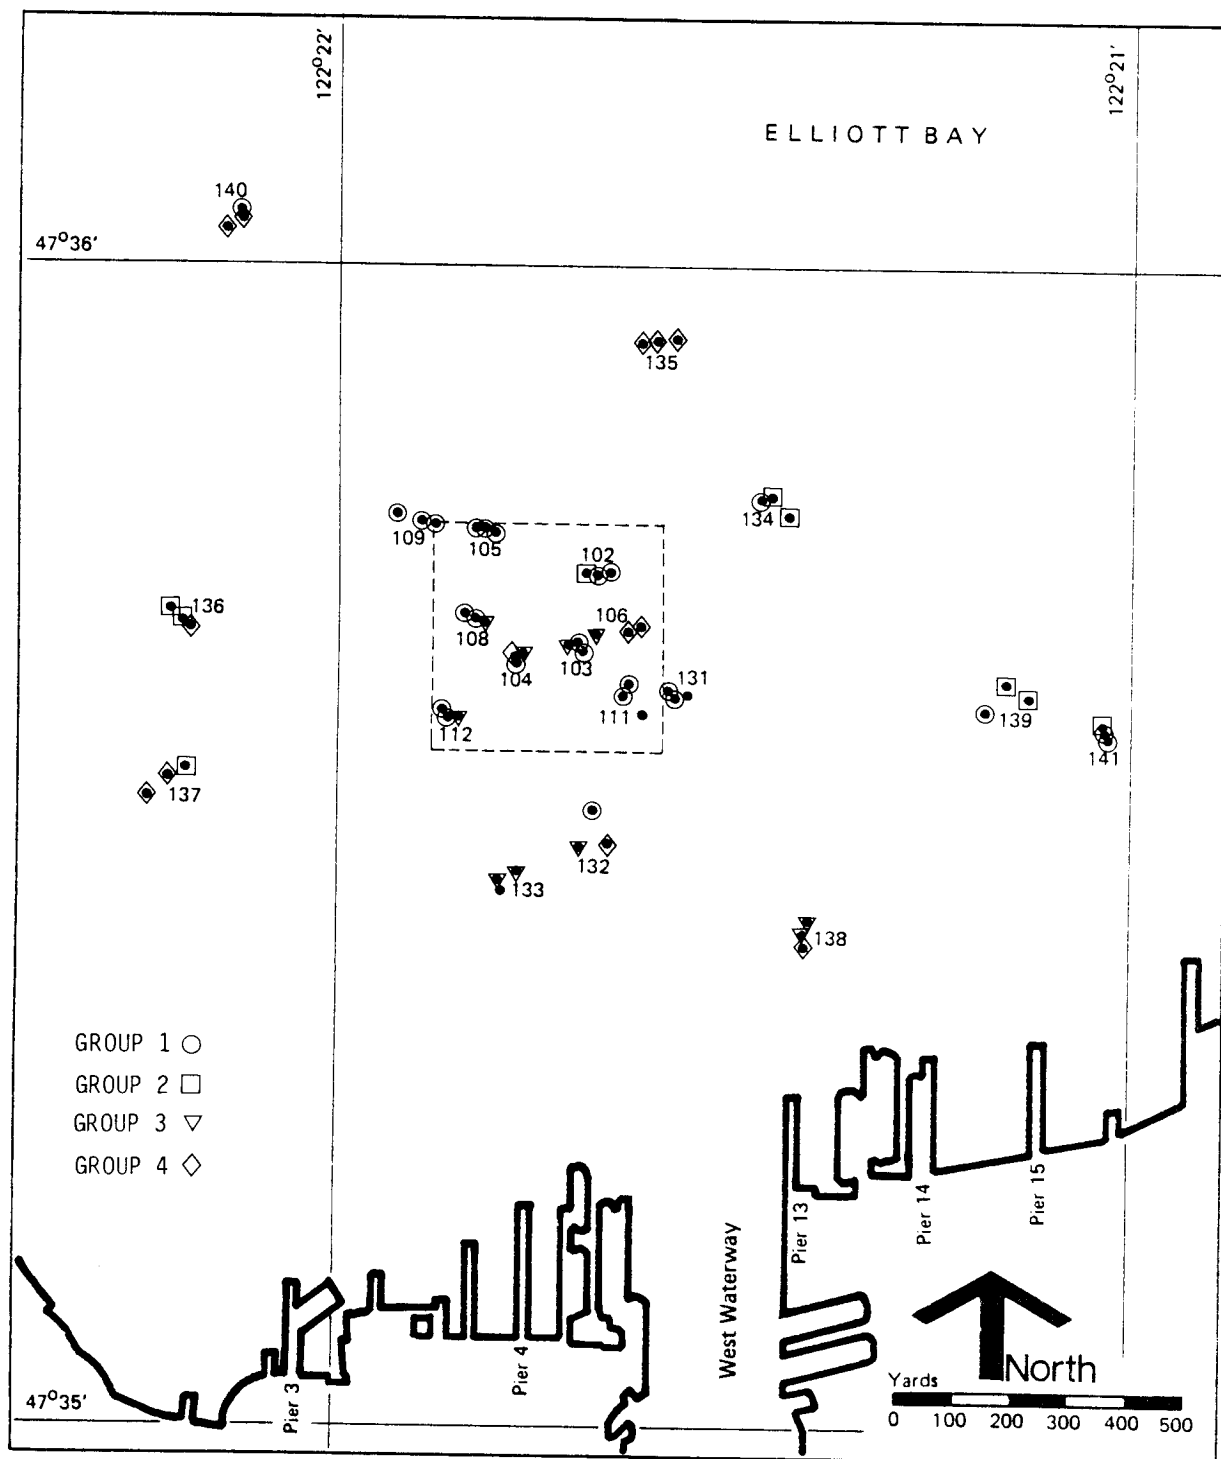 122°22'
122°21'
ELLIOTT BAY
140
47°36'
135
134
109
105
102
136
106
108
103
104
131
111
139
112
141
137
132
133
138
GROUP 1
GROUP 2
GROUP 3
GROUP 4
Pier 15
Pier 14
Pier 13
West Waterway
Pier 4
Pier 3
North
Yards
47°35'
0 100 200 300 400 500